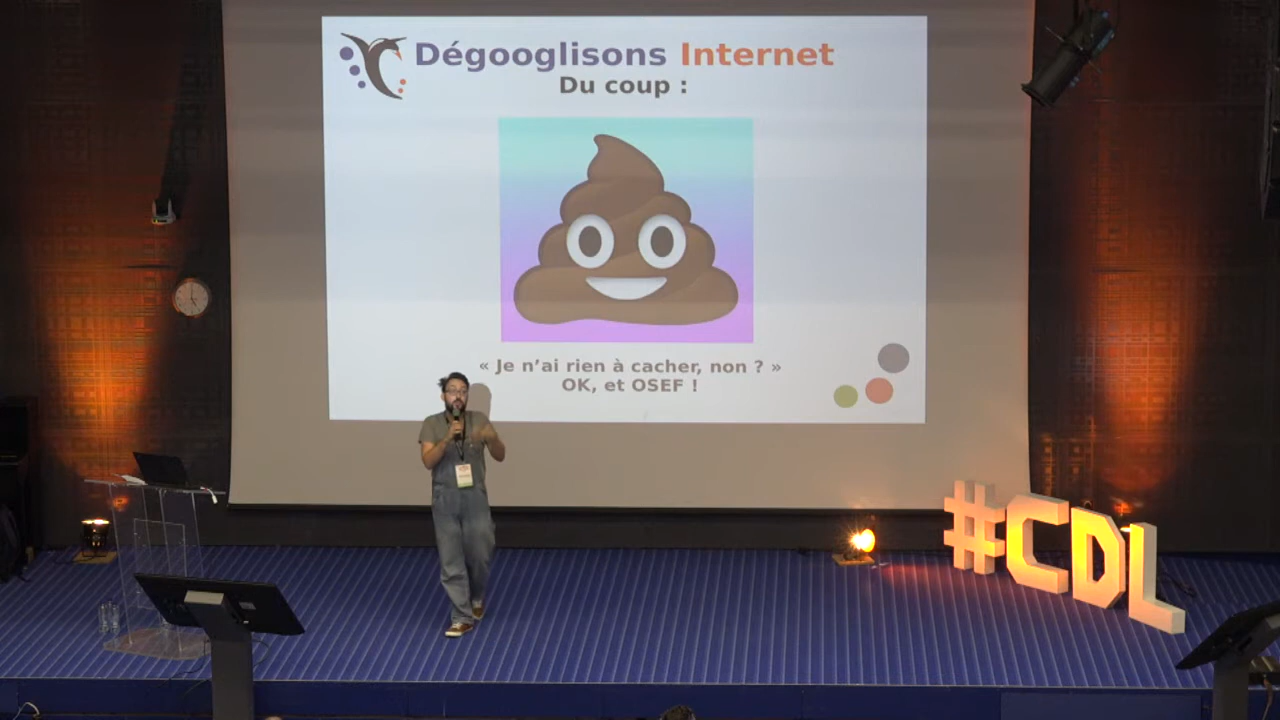 Dégooglisons Internet
Du coup :
« Je n’ai rien à cacher, non ? »
OK, et OSEF !
#CDL